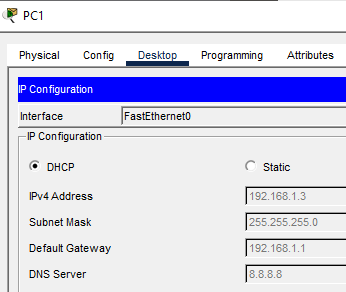 PC1
Physical Config Desktop Programming Attributes
IP Configuration
Interface FastEthernet0
IP Configuration
DHCP Static
IPv4 Address 192.168.1.3
Subnet Mask 255.255.255.0
Default Gateway 192.168.1.1
DNS Server 8.8.8.8